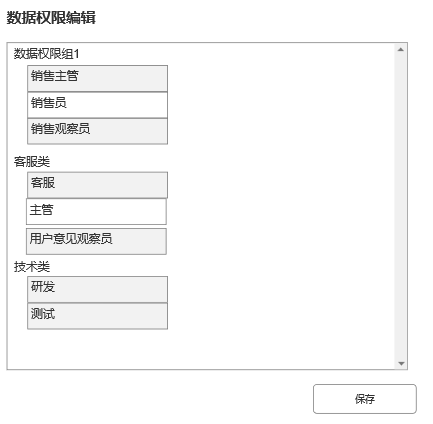 数据权限编辑
数据权限组1
销售主管
销售员
销售观察员
客服类
客服
主管
用户意见观察员
技术类
研发
测试
保存